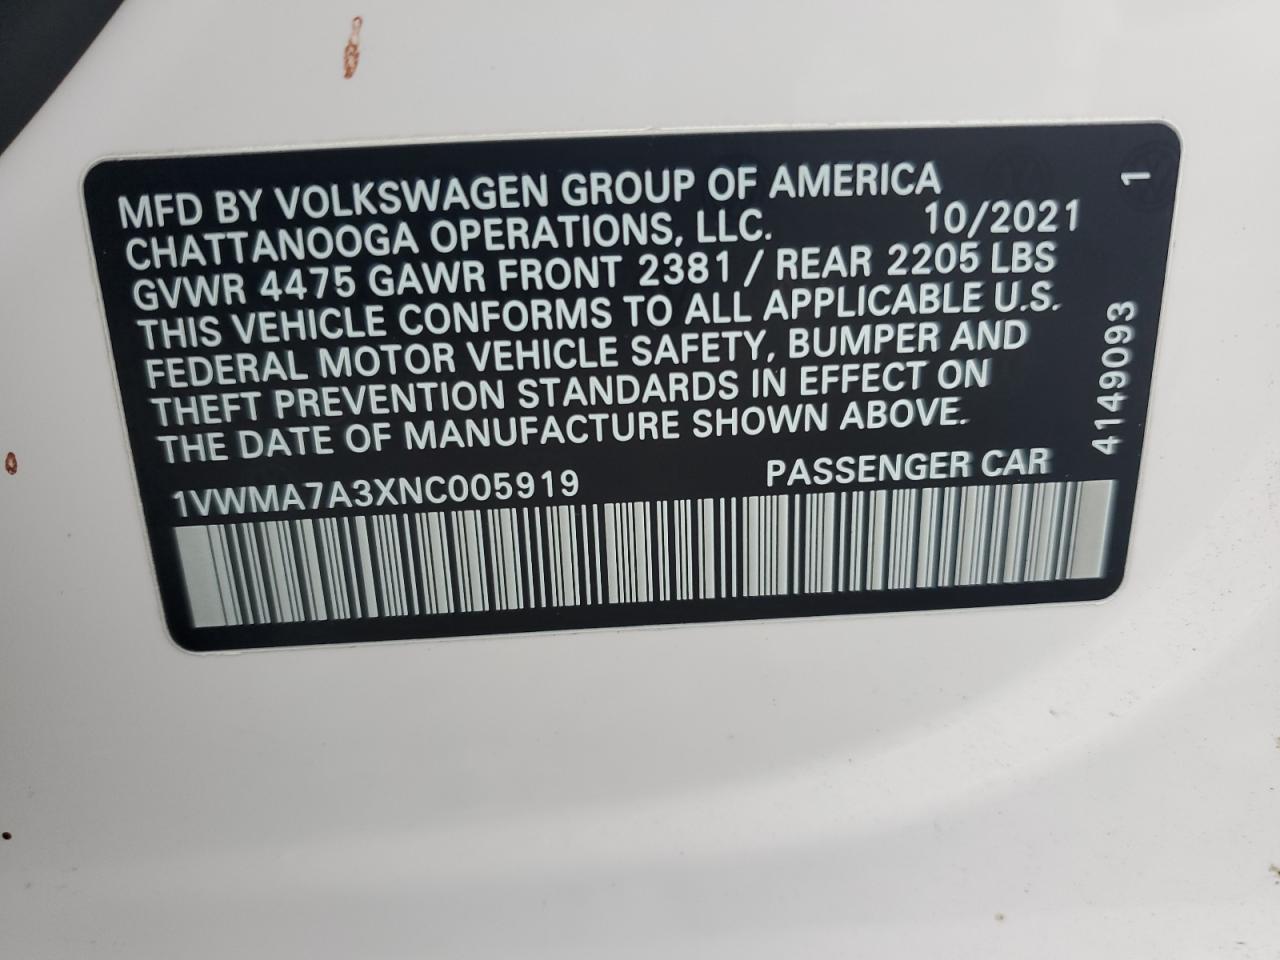 MFD BY VOLKSWAGEN GROUP OF AMERICA
CHATTANOOGA OPERATIONS, LLC. 10/2021
GVWR 4475 GAWR FRONT 2381 / REAR 2205 LBS
THIS VEHICLE CONFORMS TO ALL APPLICABLE U.S.
FEDERAL MOTOR VEHICLE SAFETY, BUMPER AND
THEFT PREVENTION STANDARDS IN EFFECT ON
THE DATE OF MANUFACTURE SHOWN ABOVE.
1VWMA7A3XNC005919 PASSENGER CAR
4149093 1